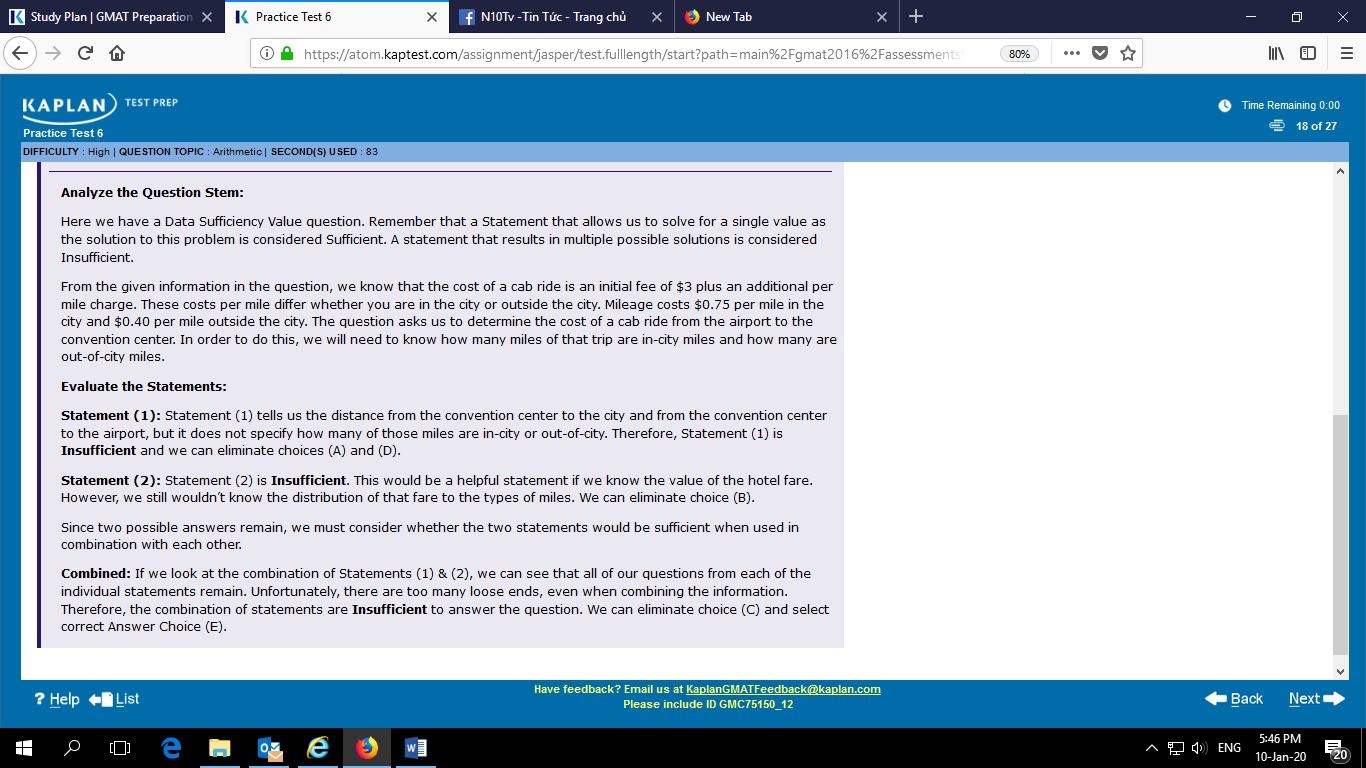 Study Plan | GMAT Preparation
Practice Test 6
N10Tv -Tin Tức - Trang chủ
New Tab
https://atom.kaptest.com/assignment/jasper/test.fulllength/start?path=main%2Fgmat2016%2Fassessments
80%
KAPLAN TEST PREP
Time Remaining 0:00
Practice Test 6
18 of 27
DIFFICULTY : High | QUESTION TOPIC : Arithmetic | SECOND(S) USED : 83
Analyze the Question Stem:
Here we have a Data Sufficiency Value question. Remember that a Statement that allows us to solve for a single value as
the solution to this problem is considered Sufficient. A statement that results in multiple possible solutions is considered
Insufficient.
From the given information in the question, we know that the cost of a cab ride is an initial fee of $3 plus an additional per
mile charge. These costs per mile differ whether you are in the city or outside the city. Mileage costs $0.75 per mile in the
city and $0.40 per mile outside the city. The question asks us to determine the cost of a cab ride from the airport to the
convention center. In order to do this, we will need to know how many miles of that trip are in-city miles and how many are
out-of-city miles.
Evaluate the Statements:
Statement (1): Statement (1) tells us the distance from the convention center to the city and from the convention center
to the airport, but it does not specify how many of those miles are in-city or out-of-city. Therefore, Statement (1) is
Insufficient and we can eliminate choices (A) and (D).
Statement (2): Statement (2) is Insufficient. This would be a helpful statement if we know the value of the hotel fare.
However, we still wouldn't know the distribution of that fare to the types of miles. We can eliminate choice (B).
Since two possible answers remain, we must consider whether the two statements would be sufficient when used in
combination with each other.
Combined: If we look at the combination of Statements (1) & (2), we can see that all of our questions from each of the
individual statements remain. Unfortunately, there are too many loose ends, even when combining the information.
Therefore, the combination of statements are Insufficient to answer the question. We can eliminate choice (C) and select
correct Answer Choice (E).
? Help
List
Have feedback? Email us at KaplanGMATFeedback@kaplan.com
Please include ID GMC75150_12
Back
Next
ENG
5:46 PM
10-Jan-20
20